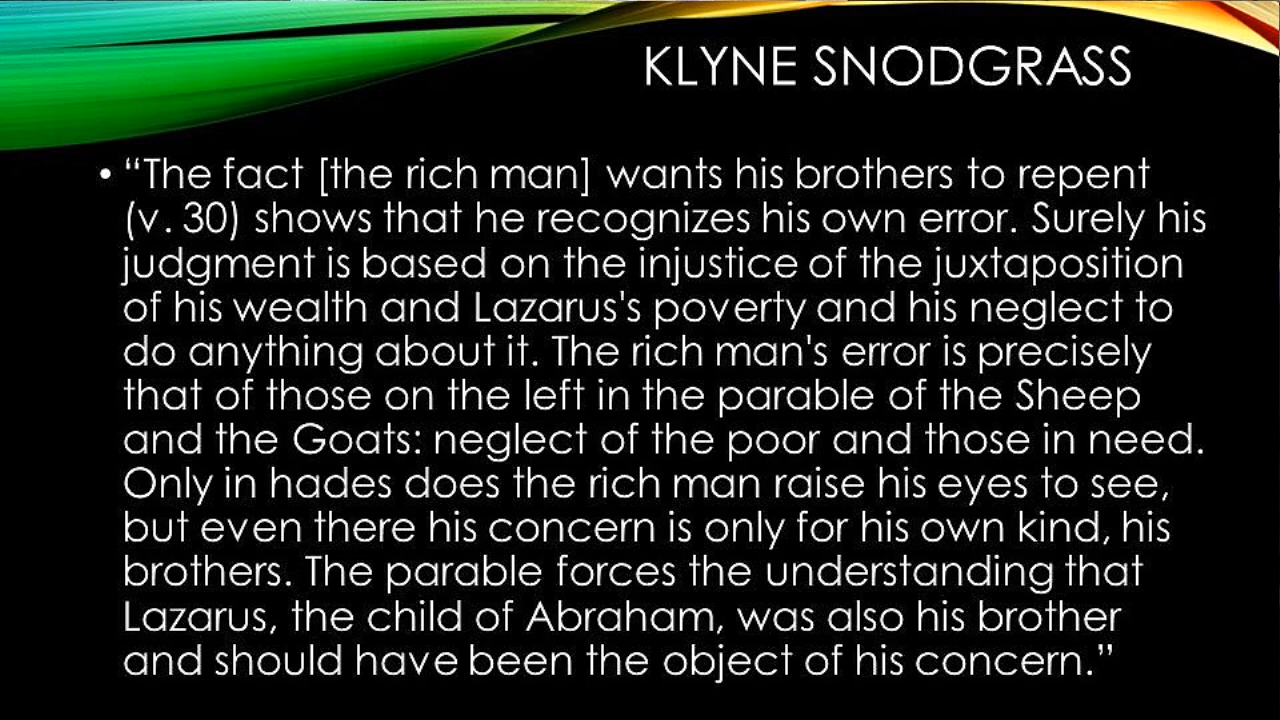 KLYNE SNODGRASS
• “The fact [the rich man] wants his brothers to repent
(v. 30) shows that he recognizes his own error. Surely his
judgment is based on the injustice of the juxtaposition
of his wealth and Lazarus's poverty and his neglect to
do anything about it. The rich man's error is precisely
that of those on the left in the parable of the Sheep
and the Goats: neglect of the poor and those in need.
Only in hades does the rich man raise his eyes to see,
but even there his concern is only for his own kind, his
brothers. The parable forces the understanding that
Lazarus, the child of Abraham, was also his brother
and should have been the object of his concern.”